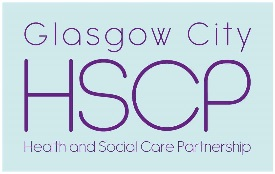 Glasgow City
HSCP
Health and Social Care Partnership